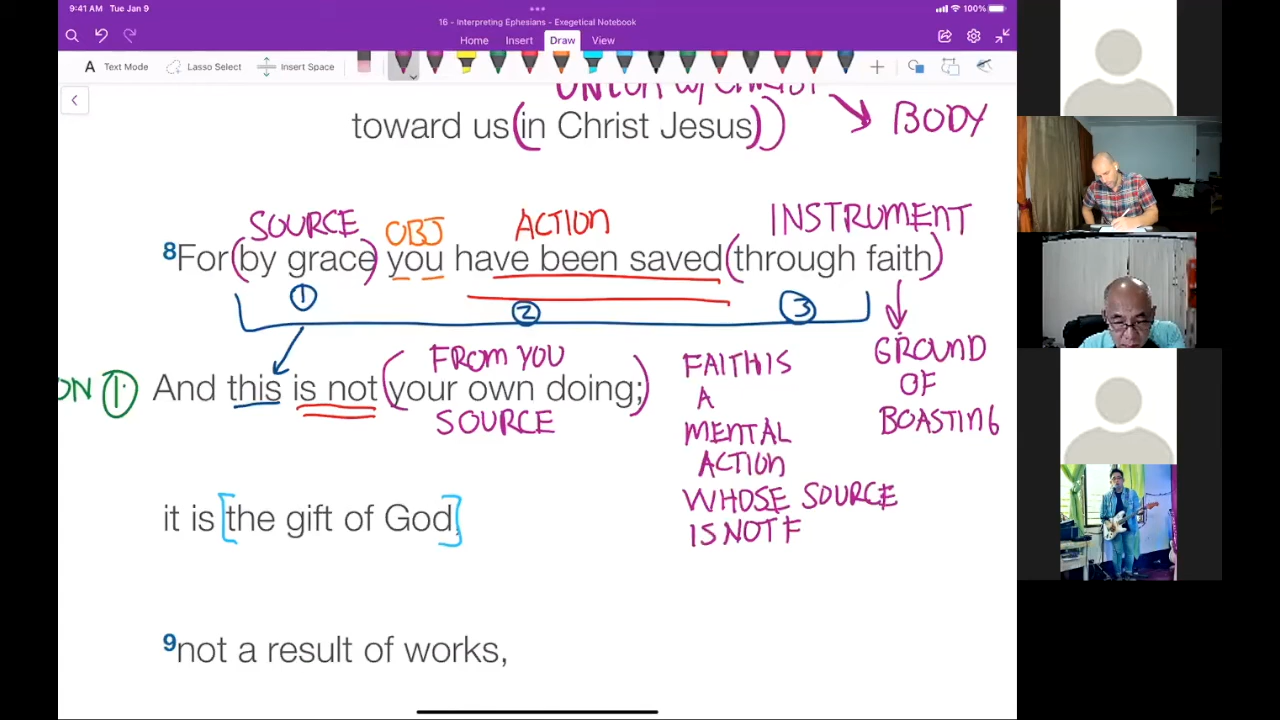 9:41 AM Tue Jan 9
100%
16 - Interpreting Ephesians - Exegetical Notebook
Home Insert Draw View
A Text Mode Lasso Select Insert Space
UNION W/ CHRIST
toward us (in Christ Jesus)) BODY
SOURCE OBJ ACTION INSTRUMENT
8For (by grace) you have been saved (through faith)
1 2 3
FROM YOU
ON 1 And this is not (your own doing;)
SOURCE
GROUND
OF
BOASTING
FAITH IS
A
MENTAL
ACTION
WHOSE SOURCE
IS NOT F
it is [the gift of God,]
9not a result of works,